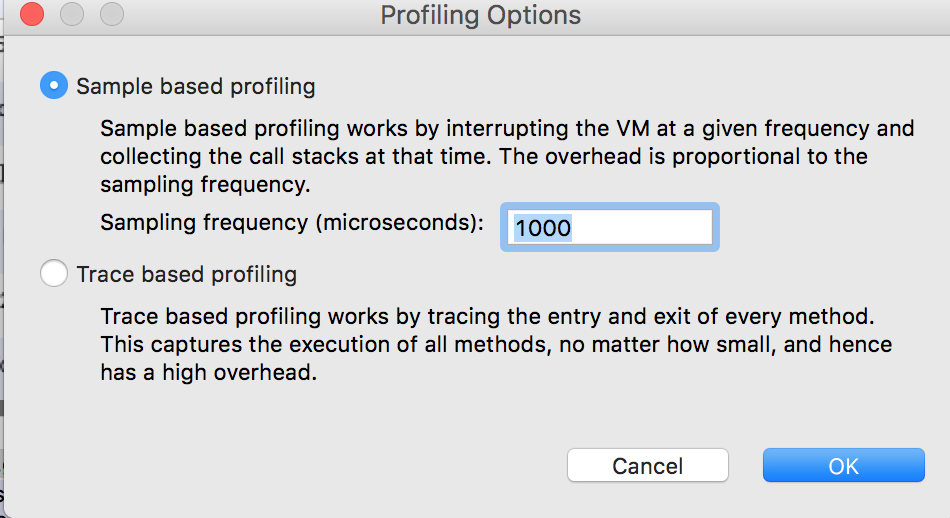 Profiling Options
Sample based profiling
Sample based profiling works by interrupting the VM at a given frequency and
collecting the call stacks at that time. The overhead is proportional to the
sampling frequency.
Sampling frequency (microseconds): 1000
Trace based profiling
Trace based profiling works by tracing the entry and exit of every method.
This captures the execution of all methods, no matter how small, and hence
has a high overhead.
Cancel OK